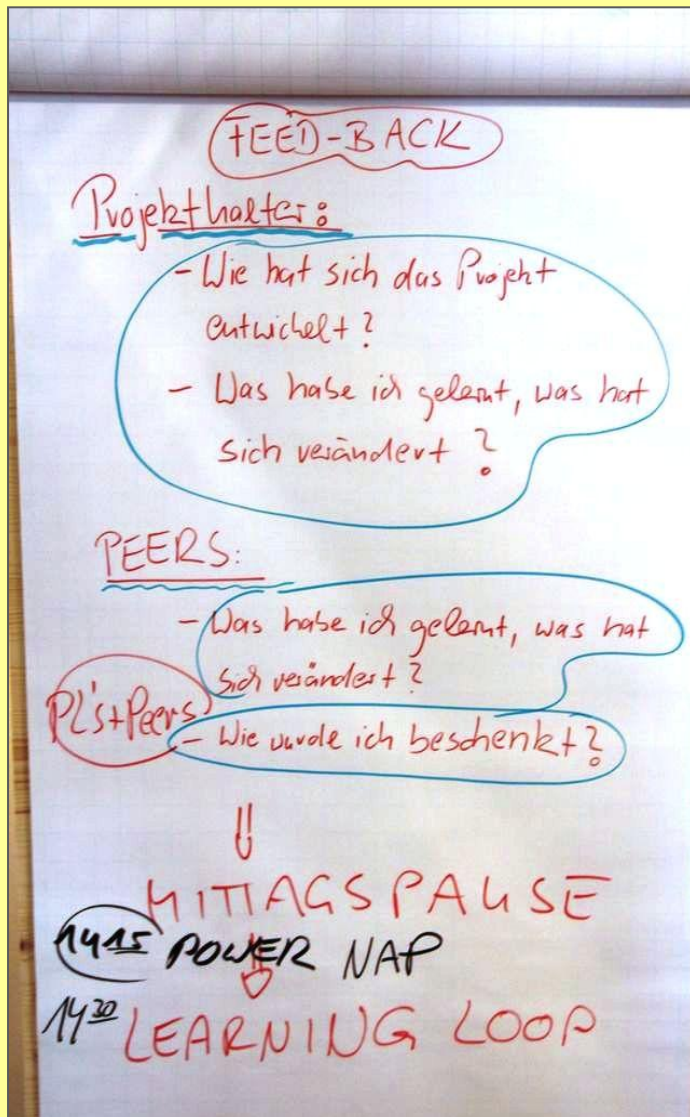 FEED-BACK
Projekthalter:
- Wie hat sich das Projekt
entwickelt?
- Was habe ich gelernt, was hat
sich verändert?
PEERS:
- Was habe ich gelernt, was hat
sich verändert?
PL's+Peers
- Wie wurde ich beschenkt?
MITTAGSPAUSE
14 15 POWER NAP
14 30 LEARNING LOOP